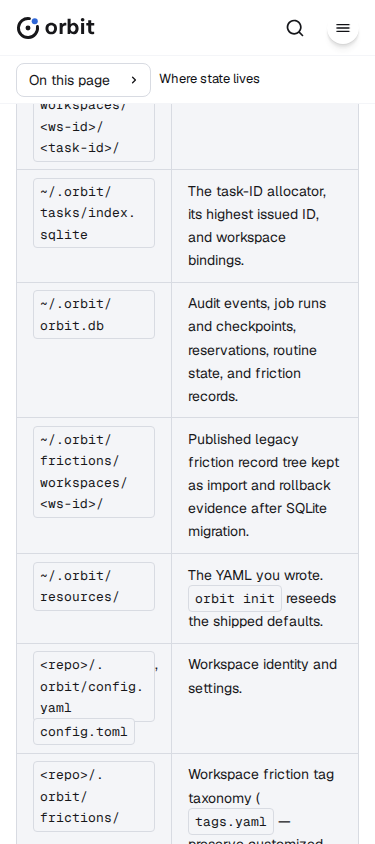 orbit
On this page
Where state lives
workspaces/
<ws-id>/
<task-id>/
~/.orbit/
tasks/index.
sqlite
The task-ID allocator,
its highest issued ID,
and workspace
bindings.
~/.orbit/
orbit.db
Audit events, job runs
and checkpoints,
reservations, routine
state, and friction
records.
~/.orbit/
frictions/
workspaces/
<ws-id>/
Published legacy
friction record tree kept
as import and rollback
evidence after SQLite
migration.
~/.orbit/
resources/
The YAML you wrote.
orbit init reseeds
the shipped defaults.
<repo>/.
orbit/config.
yaml
,
config.toml
Workspace identity and
settings.
<repo>/.
orbit/
frictions/
Workspace friction tag
taxonomy (
tags.yaml —
preserve customized